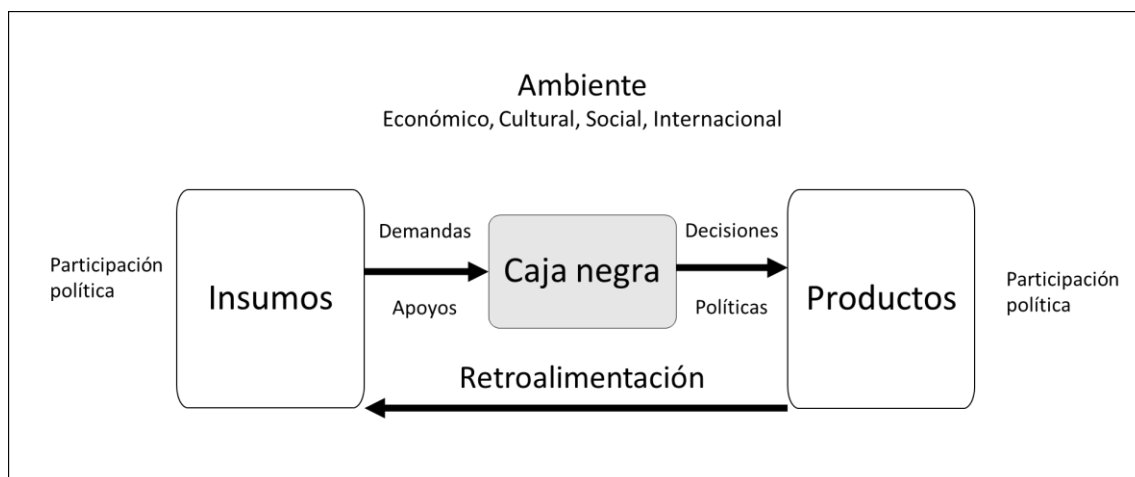 Ambiente
Económico, Cultural, Social, Internacional
Demandas
Decisiones
Participación
política
Insumos
Caja negra
Productos
Participación
política
Apoyos
Políticas
Retroalimentación